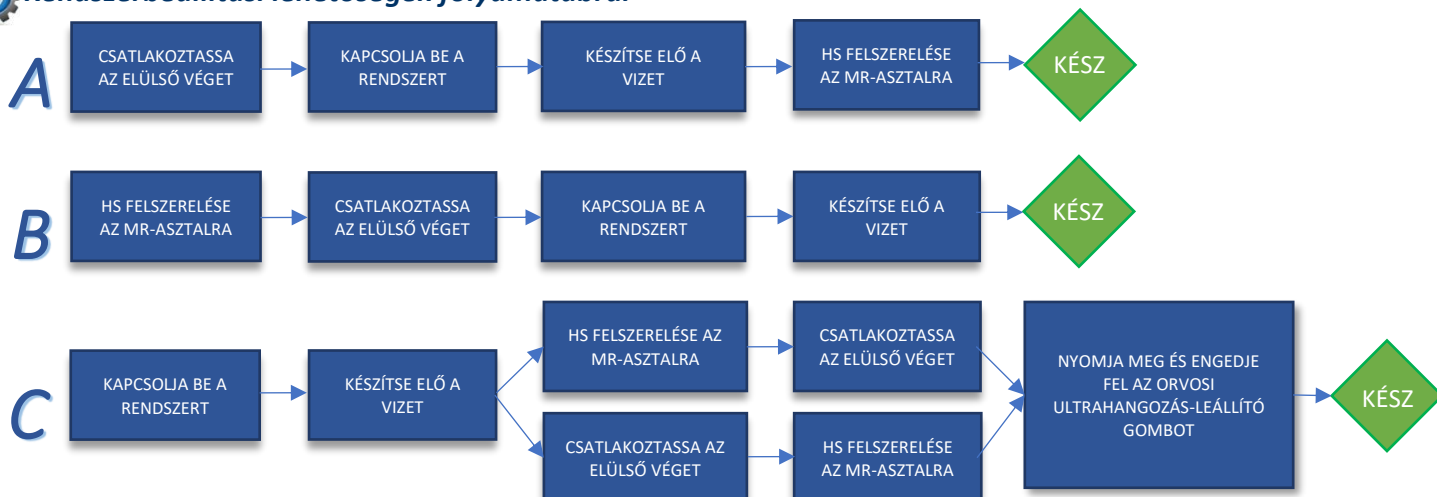 Rendszerbeállítási lehetőségek folyamatábrái
A
CSATLAKOZTASSA
AZ ELÜLSŐ VÉGET
KAPCSOLJA BE A
RENDSZERT
KÉSZÍTSE ELŐ A
VIZET
HS FELSZERELÉSE
AZ MR-ASZTALRA
KÉSZ
B
HS FELSZERELÉSE
AZ MR-ASZTALRA
CSATLAKOZTASSA
AZ ELÜLSŐ VÉGET
KAPCSOLJA BE A
RENDSZERT
KÉSZÍTSE ELŐ A
VIZET
KÉSZ
C
KAPCSOLJA BE A
RENDSZERT
KÉSZÍTSE ELŐ A
VIZET
HS FELSZERELÉSE AZ
MR-ASZTALRA
CSATLAKOZTASSA
AZ ELÜLSŐ VÉGET
CSATLAKOZTASSA AZ
ELÜLSŐ VÉGET
HS FELSZERELÉSE
AZ MR-ASZTALRA
NYOMJA MEG ÉS ENGEDJE
FEL AZ ORVOSI
ULTRAHANGOZÁS-LEÁLLÍTÓ
GOMBOT
KÉSZ